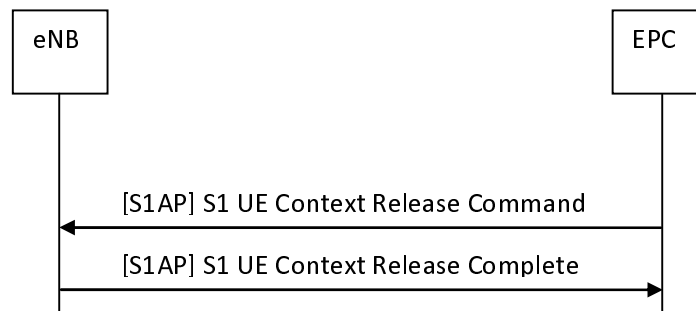 eNB
EPC
[S1AP] S1 UE Context Release Command
[S1AP] S1 UE Context Release Complete